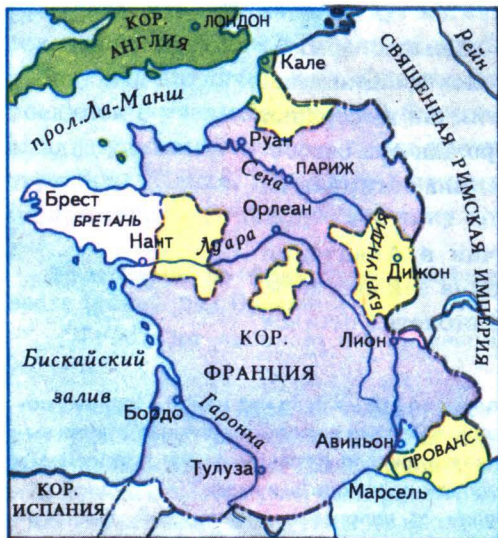 КОР.
АНГЛИЯ
ЛОНДОН
Кале
прол. Ла-Манш
СВЯЩЕННАЯ РИМСКАЯ ИМПЕРИЯ
Рейн
Руан
ПАРИЖ
Сена
Брест
БРЕТАНЬ
Орлеан
Нант
Луара
БУРГУНДИЯ
Дижон
КОР.
ФРАНЦИЯ
Лион
Бискайский
залив
Бордо
Гаронна
Авиньон
ПРОВАНС
Тулуза
Марсель
КОР.
ИСПАНИЯ